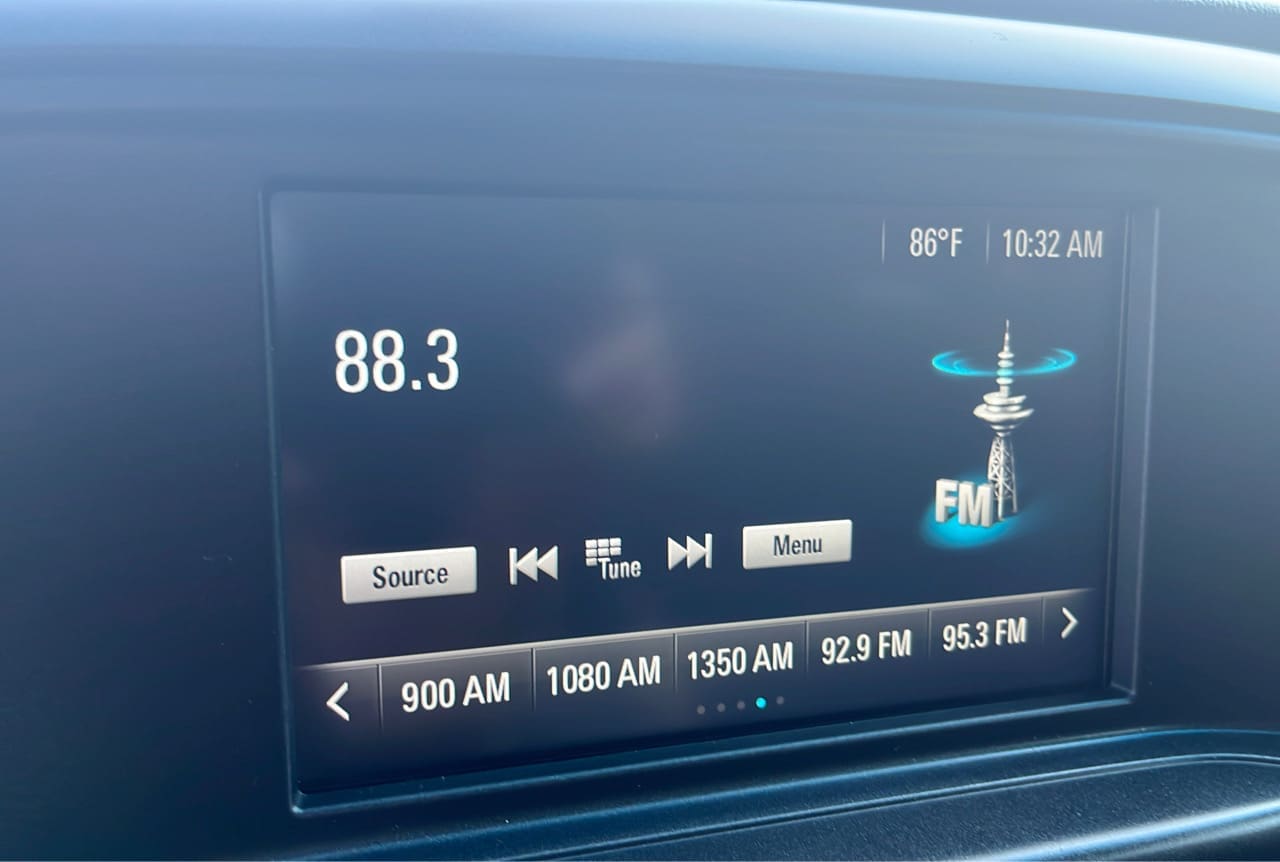 86°F 10:32 AM
88.3
FM
Source Tune Menu
900 AM 1080 AM 1350 AM 92.9 FM 95.3 FM